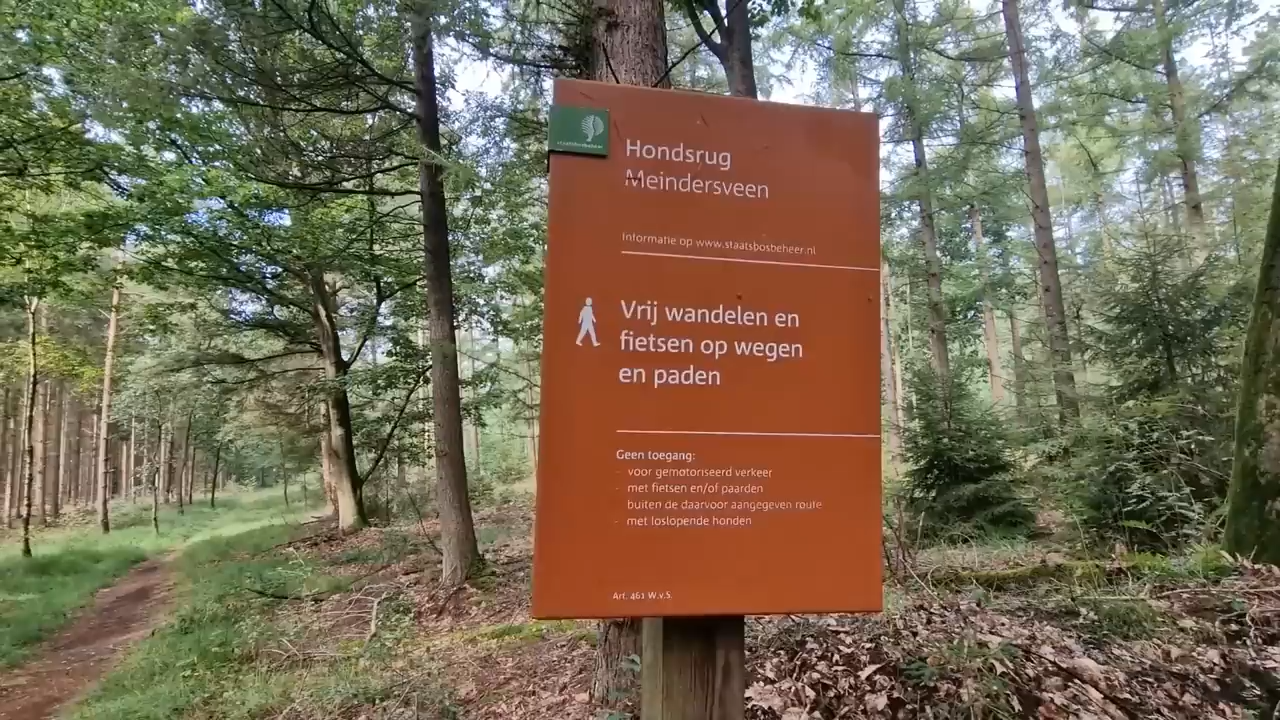 staatsbosbeheer
Hondsrug
Meindersveen
Informatie op www.staatsbosbeheer.nl
Vrij wandelen en
fietsen op wegen
en paden
Geen toegang:
- voor gemotoriseerd verkeer
- met fietsen en/of paarden
buiten de daarvoor aangegeven route
- met loslopende honden
Art. 461 W.v.S.